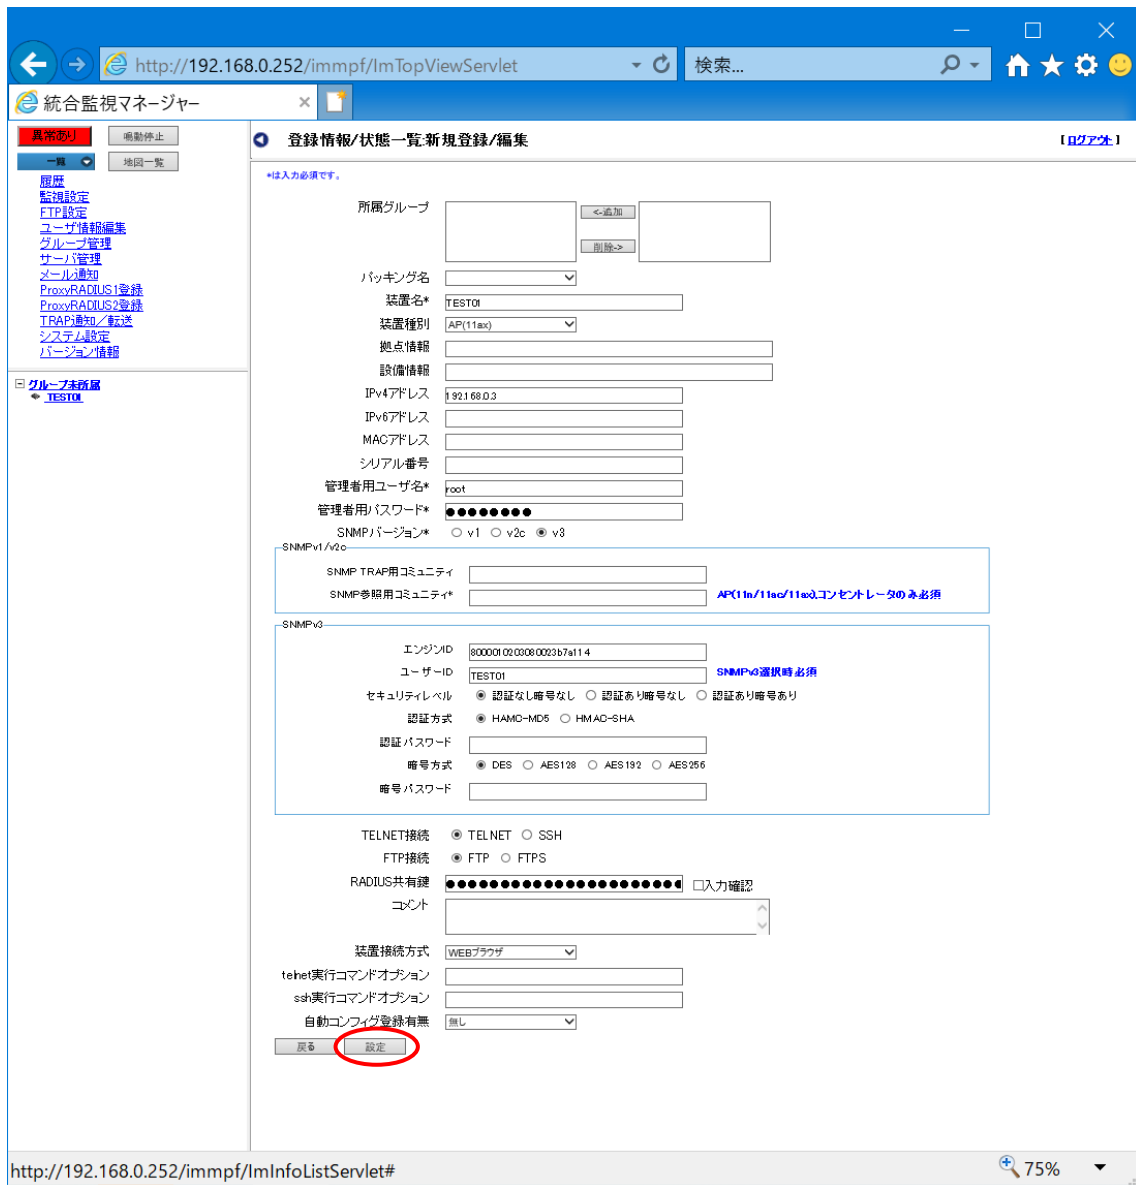 http://192.168.0.252/immpf/ImTopViewServlet
検索...
統合監視マネージャー
異常あり 鳴動停止
一覧 地図一覧
履歴
監視設定
FTP設定
ユーザ情報編集
グループ管理
サーバ管理
メール通知
ProxyRADIUS1登録
ProxyRADIUS2登録
TRAP通知/転送
システム設定
バージョン情報
グループ未所属
TEST01
登録情報/状態一覧:新規登録/編集 [ログアウト]
*は入力必須です。
所属グループ <-追加
削除->
パッキング名
装置名* TEST01
装置種別 AP(11ax)
拠点情報
設備情報
IPv4アドレス 192.168.0.3
IPv6アドレス
MACアドレス
シリアル番号
管理者用ユーザ名* root
管理者用パスワード* ●●●●●●●●
SNMPバージョン* v1 v2c v3
SNMPv1/v2c
SNMP TRAP用コミュニティ
SNMP参照用コミュニティ* AP(11n/11ac/11ax),コンセントレータのみ必須
SNMPv3
エンジンID 8000010203080023b7a114
ユーザーID TEST01 SNMPv3選択時必須
セキュリティレベル 認証なし暗号なし 認証あり暗号なし 認証あり暗号あり
認証方式 HAMC-MD5 HMAC-SHA
認証パスワード
暗号方式 DES AES128 AES192 AES256
暗号パスワード
TELNET接続 TELNET SSH
FTP接続 FTP FTPS
RADIUS共有鍵 ●●●●●●●●●●●●●●●●●●●●●● 入力確認
コメント
装置接続方式 WEBブラウザ
telnet実行コマンドオプション
ssh実行コマンドオプション
自動コンフィグ登録有無 無し
戻る 設定
http://192.168.0.252/immpf/ImInfoListServlet#
75%